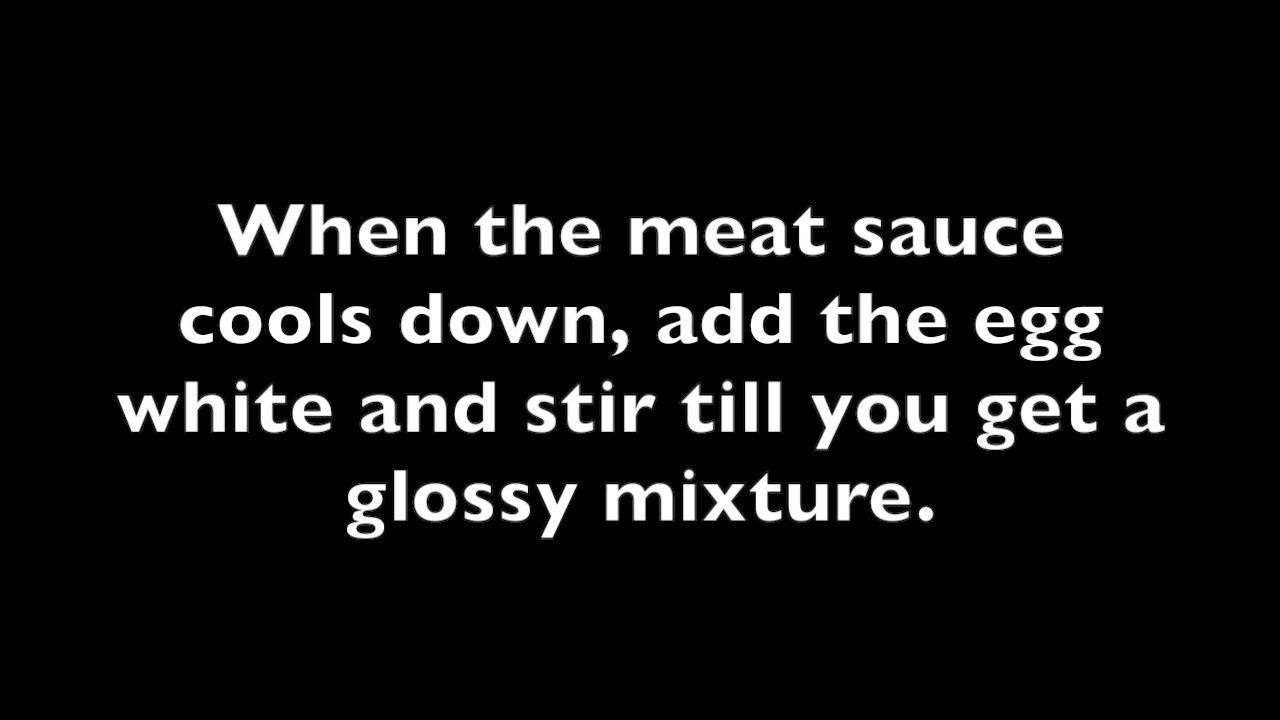 When the meat sauce
cools down, add the egg
white and stir till you get a
glossy mixture.